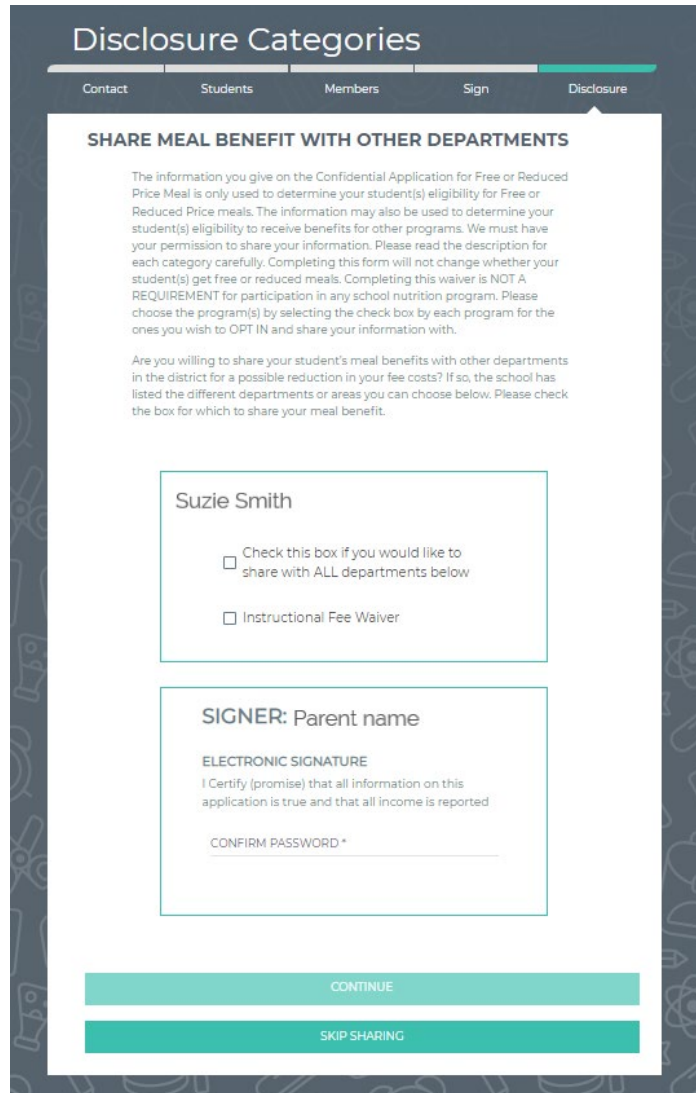 Disclosure Categories
Contact Students Members Sign Disclosure
SHARE MEAL BENEFIT WITH OTHER DEPARTMENTS
The information you give on the Confidential Application for Free or Reduced
Price Meal is only used to determine your student(s) eligibility for Free or
Reduced Price meals. The information may also be used to determine your
student(s) eligibility to receive benefits for other programs. We must have
your permission to share your information. Please read the description for
each category carefully. Completing this form will not change whether your
student(s) get free or reduced meals. Completing this waiver is NOT A
REQUIREMENT for participation in any school nutrition program. Please
choose the program(s) by selecting the check box by each program for the
ones you wish to OPT IN and share your information with.
Are you willing to share your student's meal benefits with other departments
in the district for a possible reduction in your fee costs? If so, the school has
listed the different departments or areas you can choose below. Please check
the box for which to share your meal benefit.
Suzie Smith
Check this box if you would like to
share with ALL departments below
Instructional Fee Waiver
SIGNER: Parent name
ELECTRONIC SIGNATURE
I Certify (promise) that all information on this
application is true and that all income is reported
CONFIRM PASSWORD *
CONTINUE
SKIP SHARING